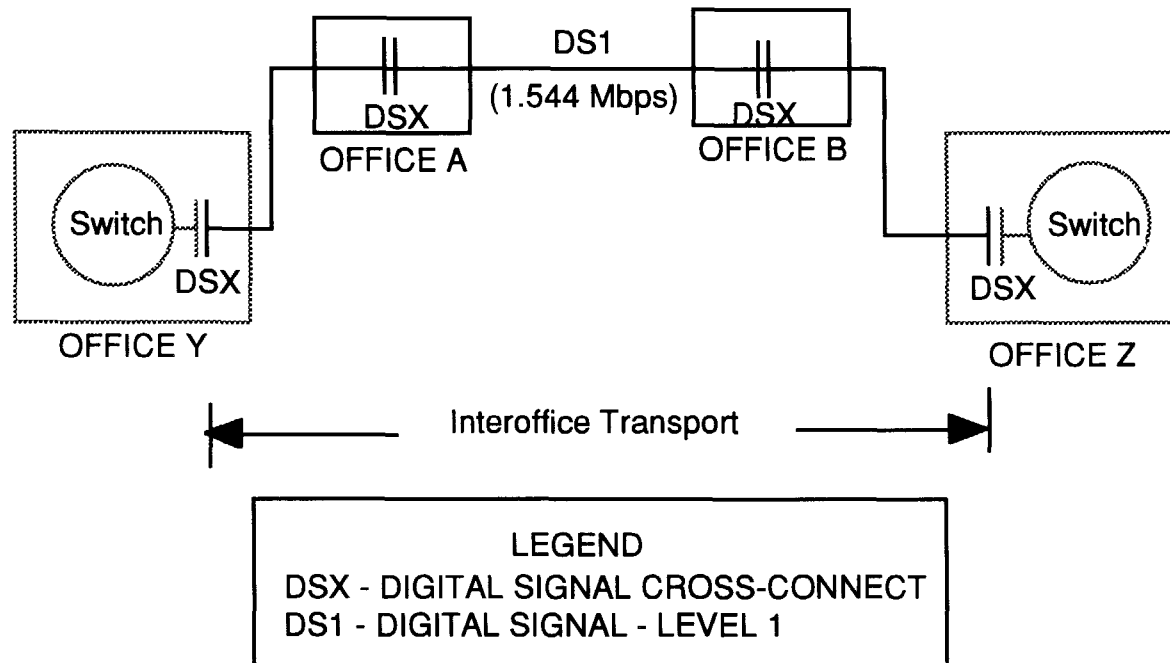 DS1
(1.544 Mbps)
DSX
DSX
OFFICE A
OFFICE B
Switch
Switch
DSX
DSX
OFFICE Y
OFFICE Z
Interoffice Transport
LEGEND
DSX - DIGITAL SIGNAL CROSS-CONNECT
DS1 - DIGITAL SIGNAL - LEVEL 1